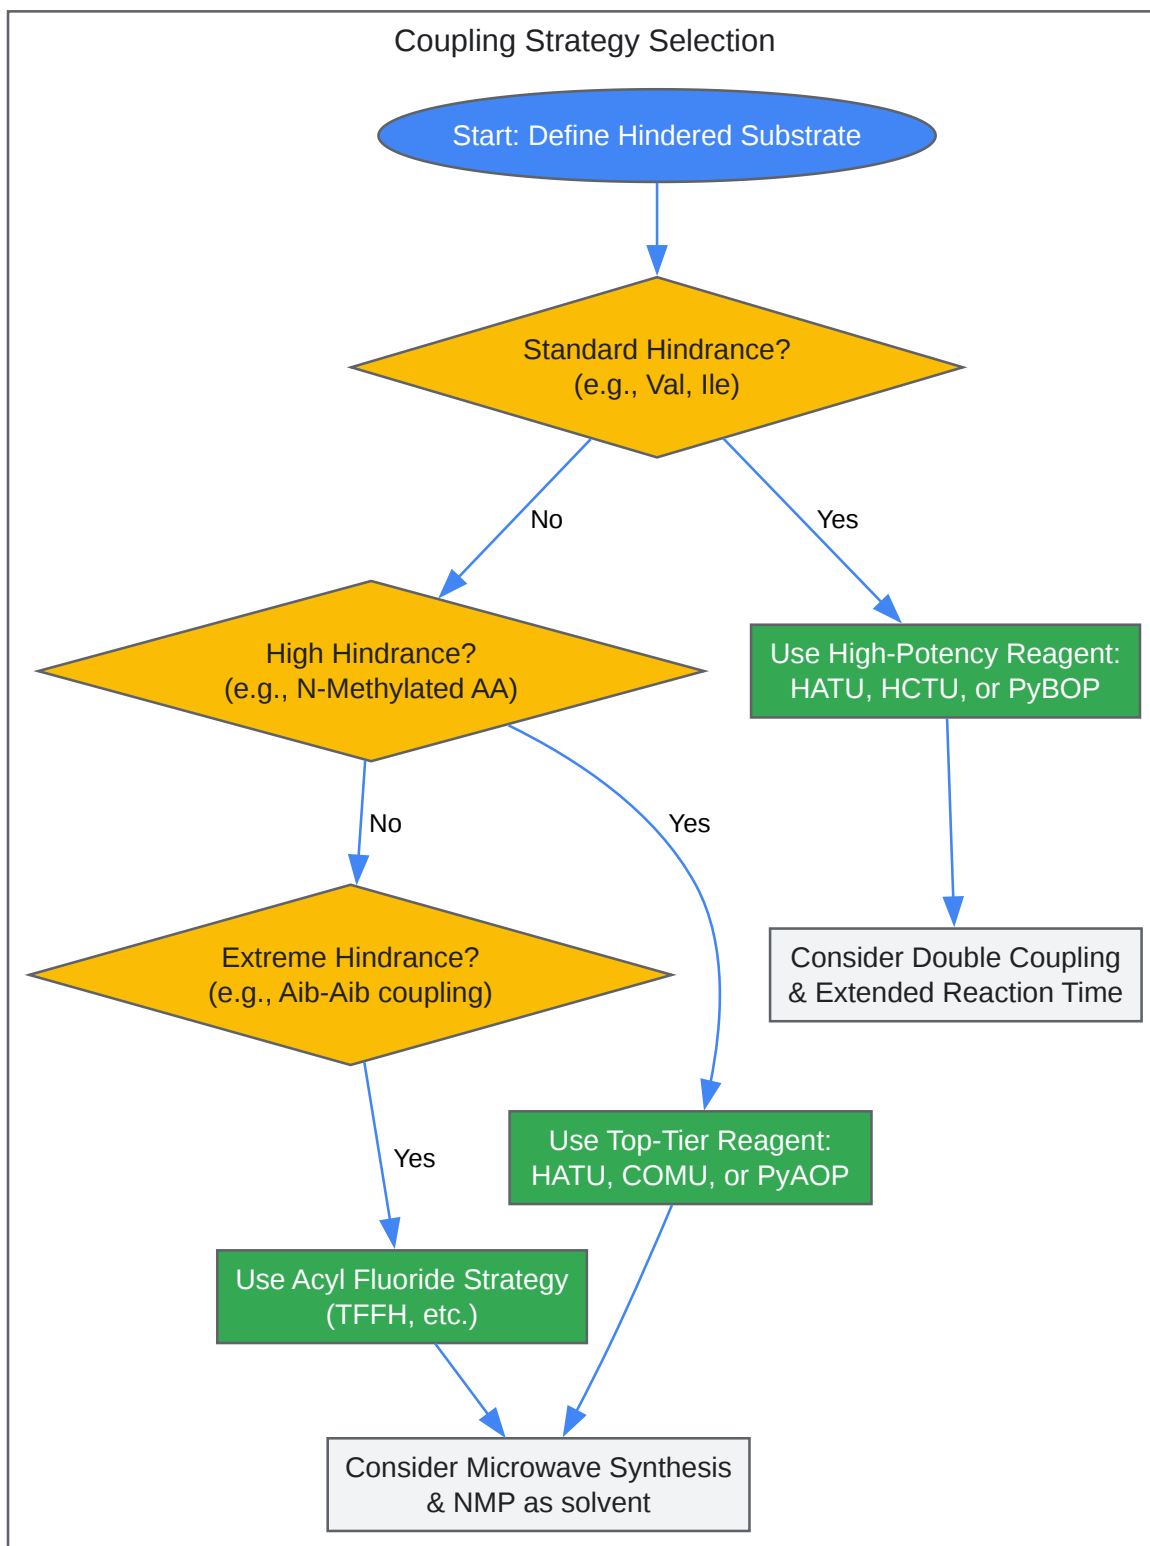 Coupling Strategy Selection
Start: Define Hindered Substrate
Standard Hindrance?
(e.g., Val, Ile)
No
Yes
High Hindrance?
(e.g., N-Methylated AA)
Use High-Potency Reagent:
HATU, HCTU, or PyBOP
No
Yes
Extreme Hindrance?
(e.g., Aib-Aib coupling)
Consider Double Coupling
& Extended Reaction Time
Yes
Use Top-Tier Reagent:
HATU, COMU, or PyAOP
Use Acyl Fluoride Strategy
(TFFH, etc.)
Consider Microwave Synthesis
& NMP as solvent